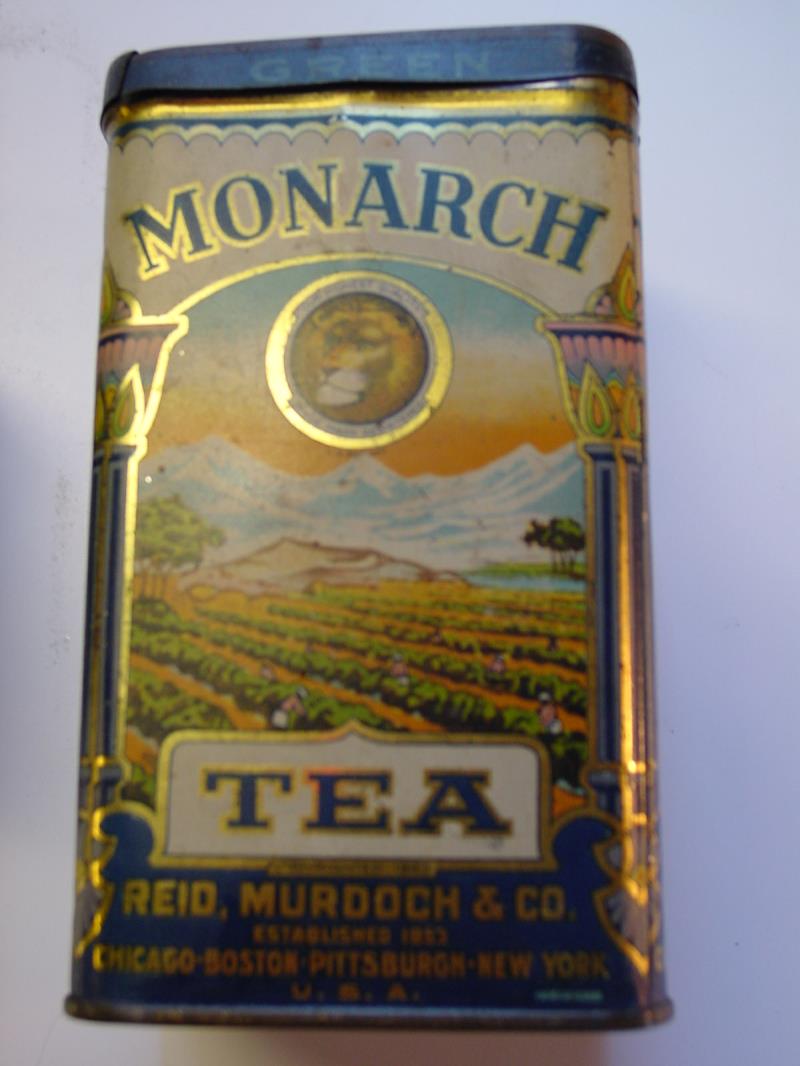 GREEN
MONARCH
TEA
REID, MURDOCH & CO.
ESTABLISHED 1853
CHICAGO·BOSTON·PITTSBURGH·NEW YORK
U. S. A.